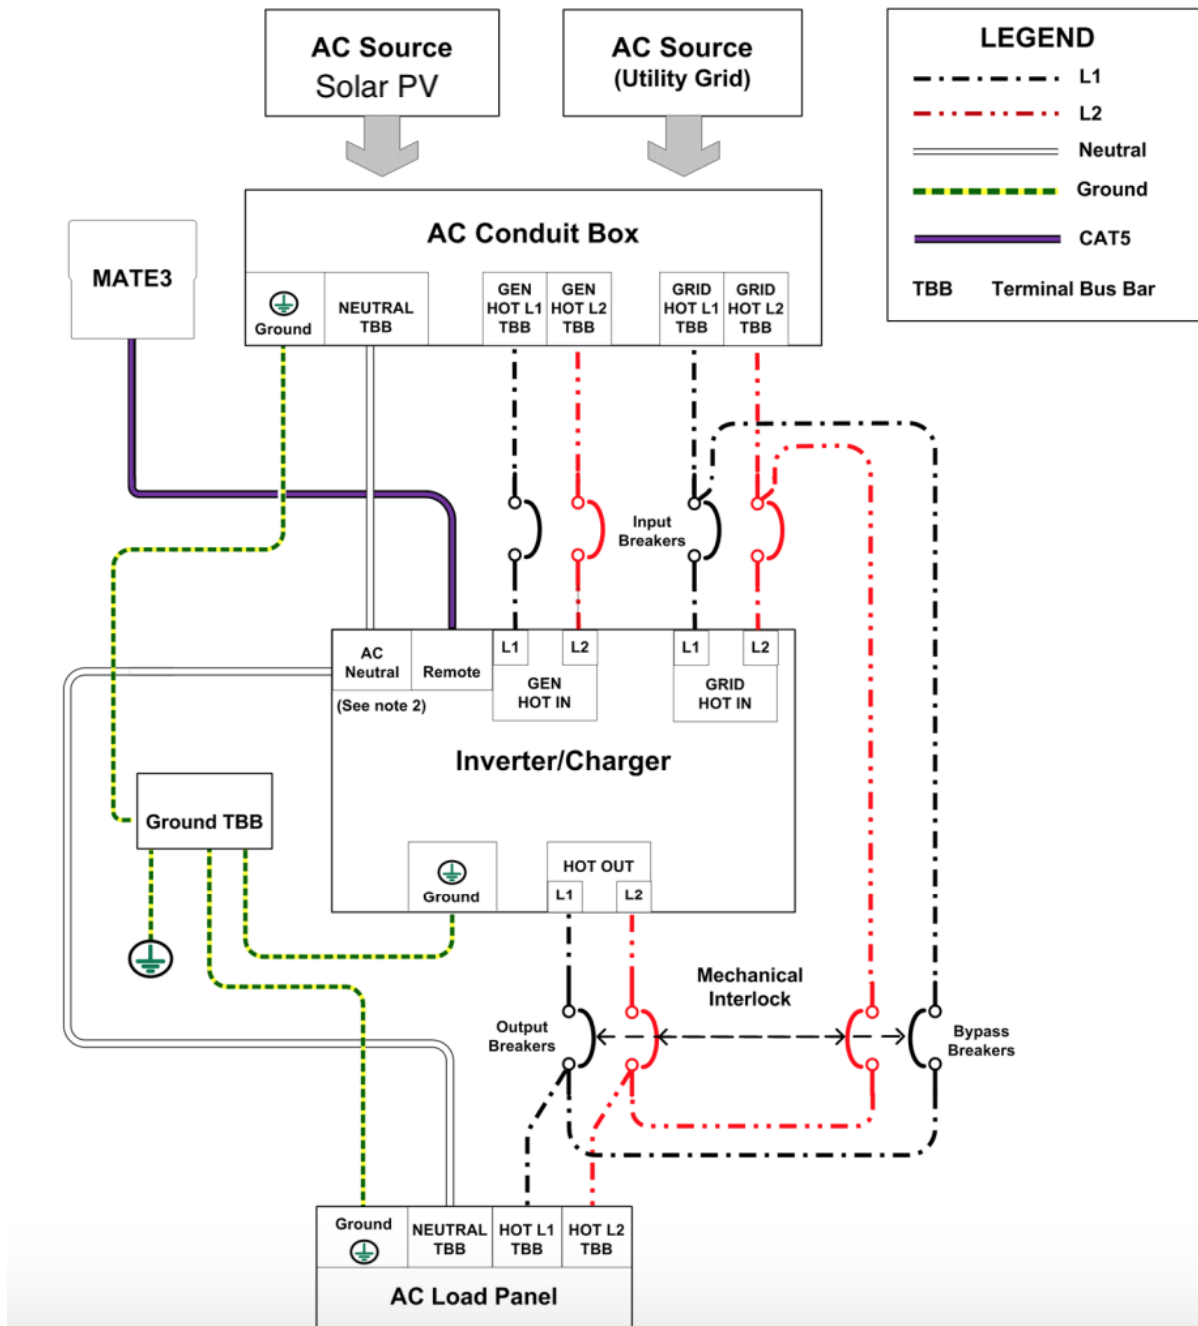 AC Source
Solar PV
AC Source
(Utility Grid)
LEGEND
L1
L2
Neutral
Ground
CAT5
TBB Terminal Bus Bar
MATE3
AC Conduit Box
Ground
NEUTRAL
TBB
GEN
HOT L1
TBB
GEN
HOT L2
TBB
GRID
HOT L1
TBB
GRID
HOT L2
TBB
Input
Breakers
AC
Neutral
(See note 2)
Remote
L1
L2
GEN
HOT IN
L1
L2
GRID
HOT IN
Inverter/Charger
Ground TBB
Ground
HOT OUT
L1
L2
Mechanical
Interlock
Output
Breakers
Bypass
Breakers
Ground
NEUTRAL
TBB
HOT L1
TBB
HOT L2
TBB
AC Load Panel